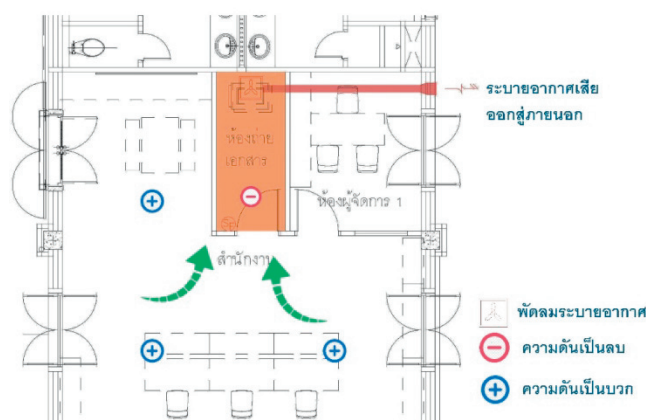 ระบายอากาศเสีย
ออกสู่ภายนอก
ห้องถ่าย
เอกสาร
ห้องผู้จัดการ 1
สำนักงาน
พัดลมระบายอากาศ
ความดันเป็นลบ
ความดันเป็นบวก